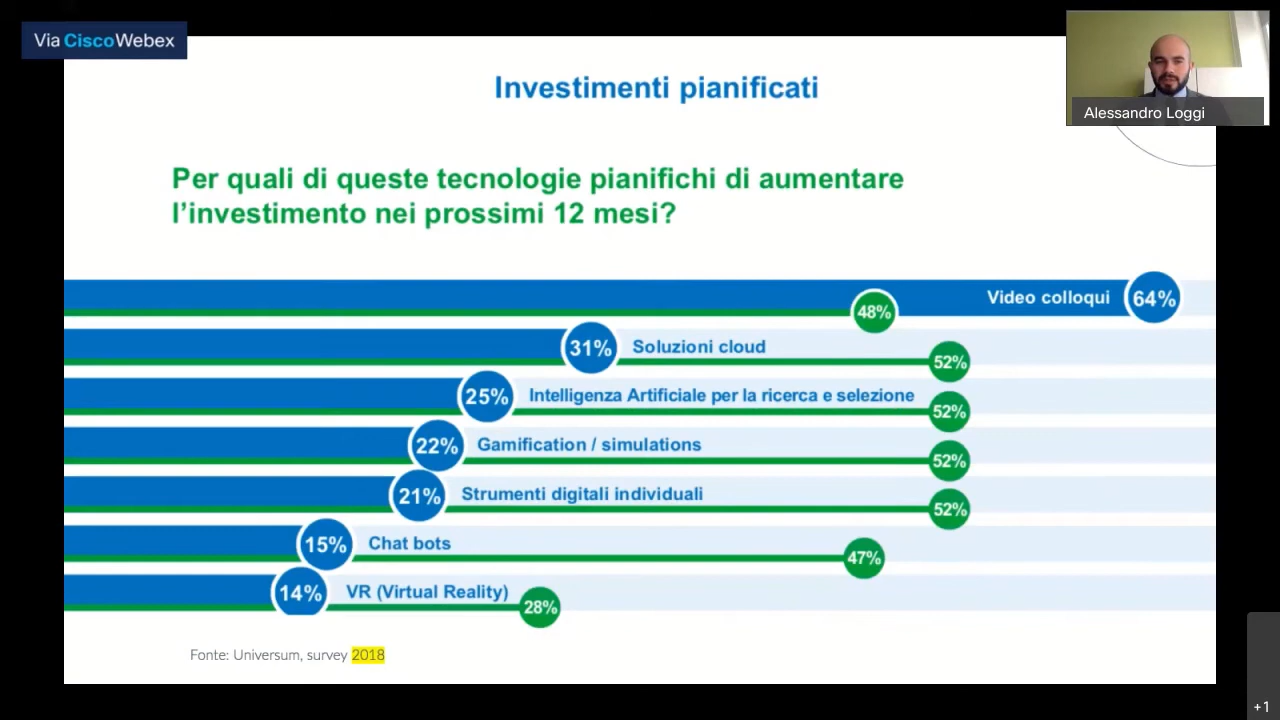 Via Cisco Webex
Investimenti pianificati
Alessandro Loggi
Per quali di queste tecnologie pianifichi di aumentare
l’investimento nei prossimi 12 mesi?
Video colloqui 64%
48%
31% Soluzioni cloud
52%
25% Intelligenza Artificiale per la ricerca e selezione
52%
22% Gamification / simulations
52%
21% Strumenti digitali individuali
52%
15% Chat bots
47%
14% VR (Virtual Reality)
28%
Fonte: Universum, survey 2018
+1